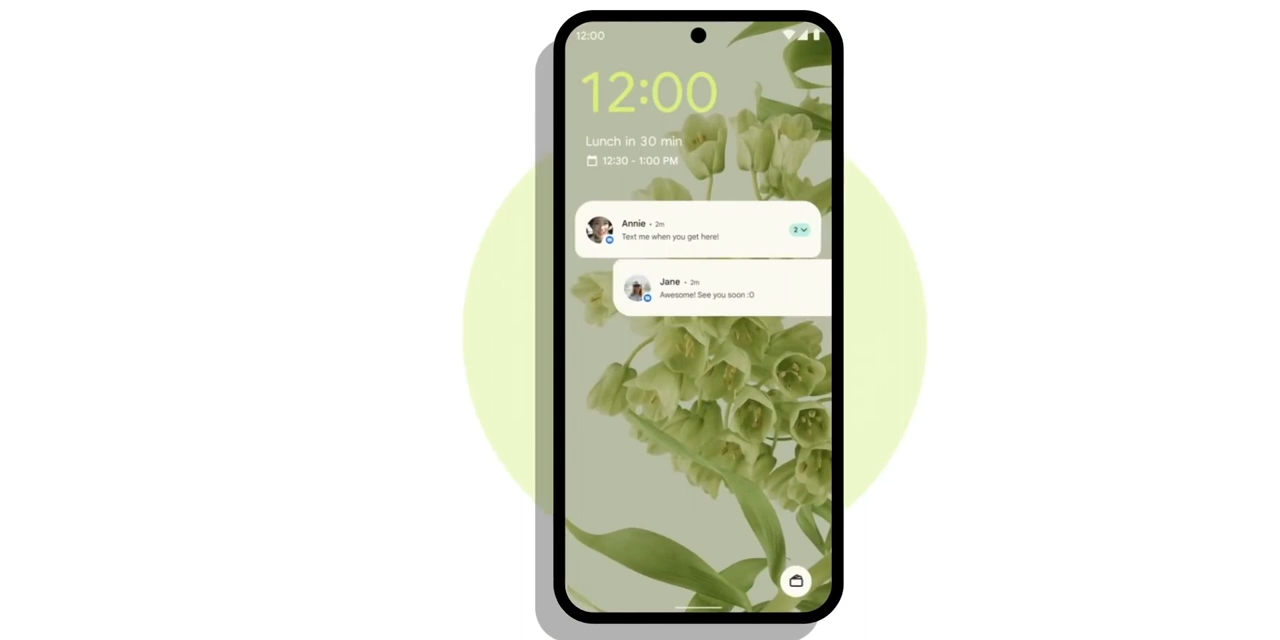 12:00
12:00
Lunch in 30 min
12:30 - 1:00 PM
Annie • 2m
Text me when you get here!
2
Jane • 2m
Awesome! See you soon :O